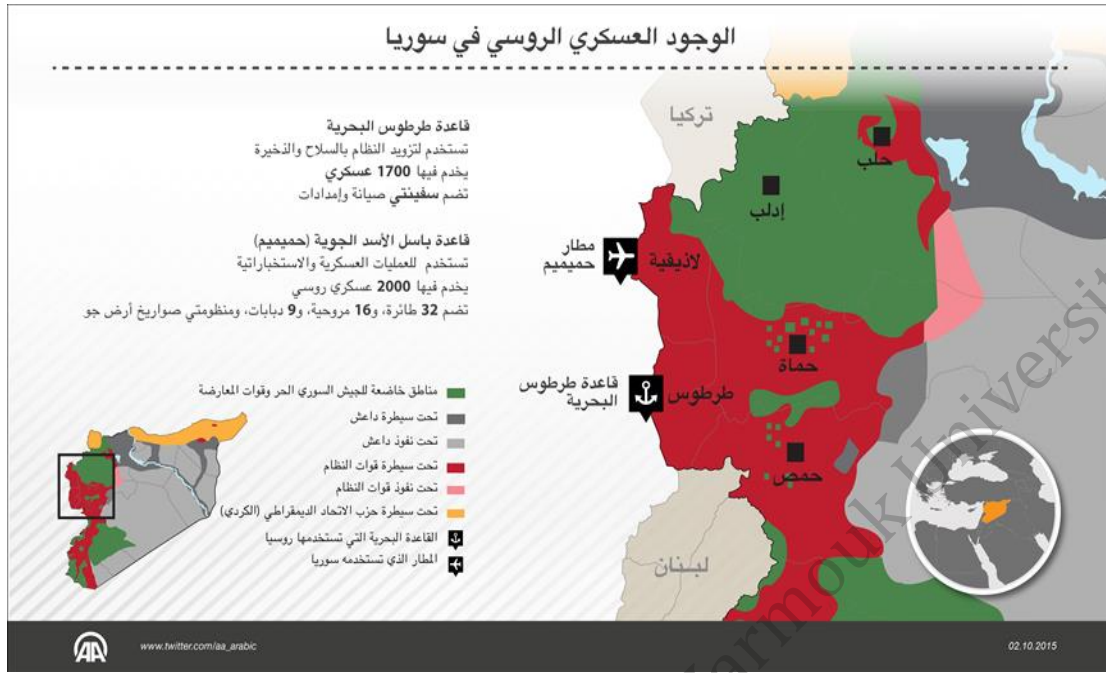 الوجود العسكري الروسي في سوريا
قاعدة طرطوس البحرية
تستخدم لتزويد النظام بالسلاح والذخيرة
يخدم فيها 1700 عسكري
تضم سفينتي صيانة وإمدادات
قاعدة باسل الأسد الجوية (حميميم)
تستخدم للعمليات العسكرية والاستخباراتية
يخدم فيها 2000 عسكري روسي
تضم 32 طائرة، و16 مروحية، و9 دبابات، ومنظومتي صواريخ أرض جو
تركيا
حلب
إدلب
مطار
حميميم
لاذيقية
حماة
قاعدة طرطوس
البحرية
طرطوس
حمص
لبنان
مناطق خاضعة للجيش السوري الحر وقوات المعارضة
تحت سيطرة داعش
تحت نفوذ داعش
تحت سيطرة قوات النظام
تحت نفوذ قوات النظام
تحت سيطرة حزب الاتحاد الديمقراطي (الكردي)
القاعدة البحرية التي تستخدمها روسيا
المطار الذي تستخدمه سوريا
AA
www.twitter.com/aa_arabic
02.10.2015
Yarmouk Universit